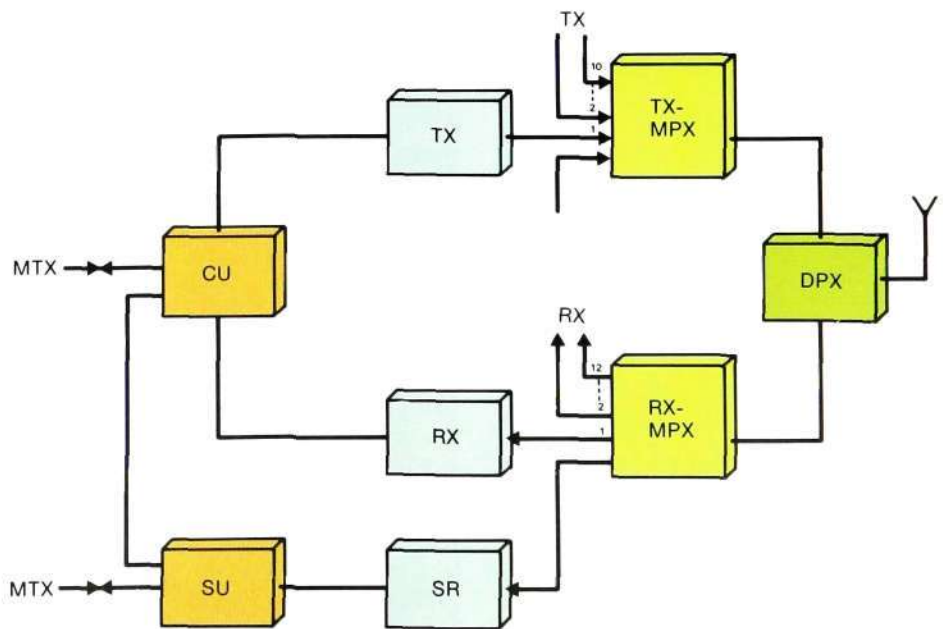 TX
10
2
1
TX
TX-
MPX
MTX
CU
DPX
RX
12
2
1
RX
RX-
MPX
MTX
SU
SR